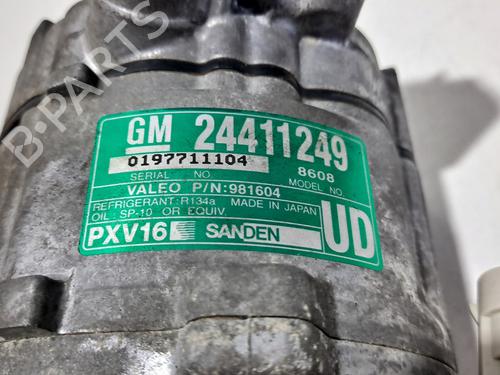 B-PARTS
GM 24411249
0197711104 8608
SERIAL NO MODEL NO.
VALEO P/N:981604
REFRIGERANT:R134a MADE IN JAPAN
OIL: SP-10 OR EQUIV.
PXV16 SANDEN UD